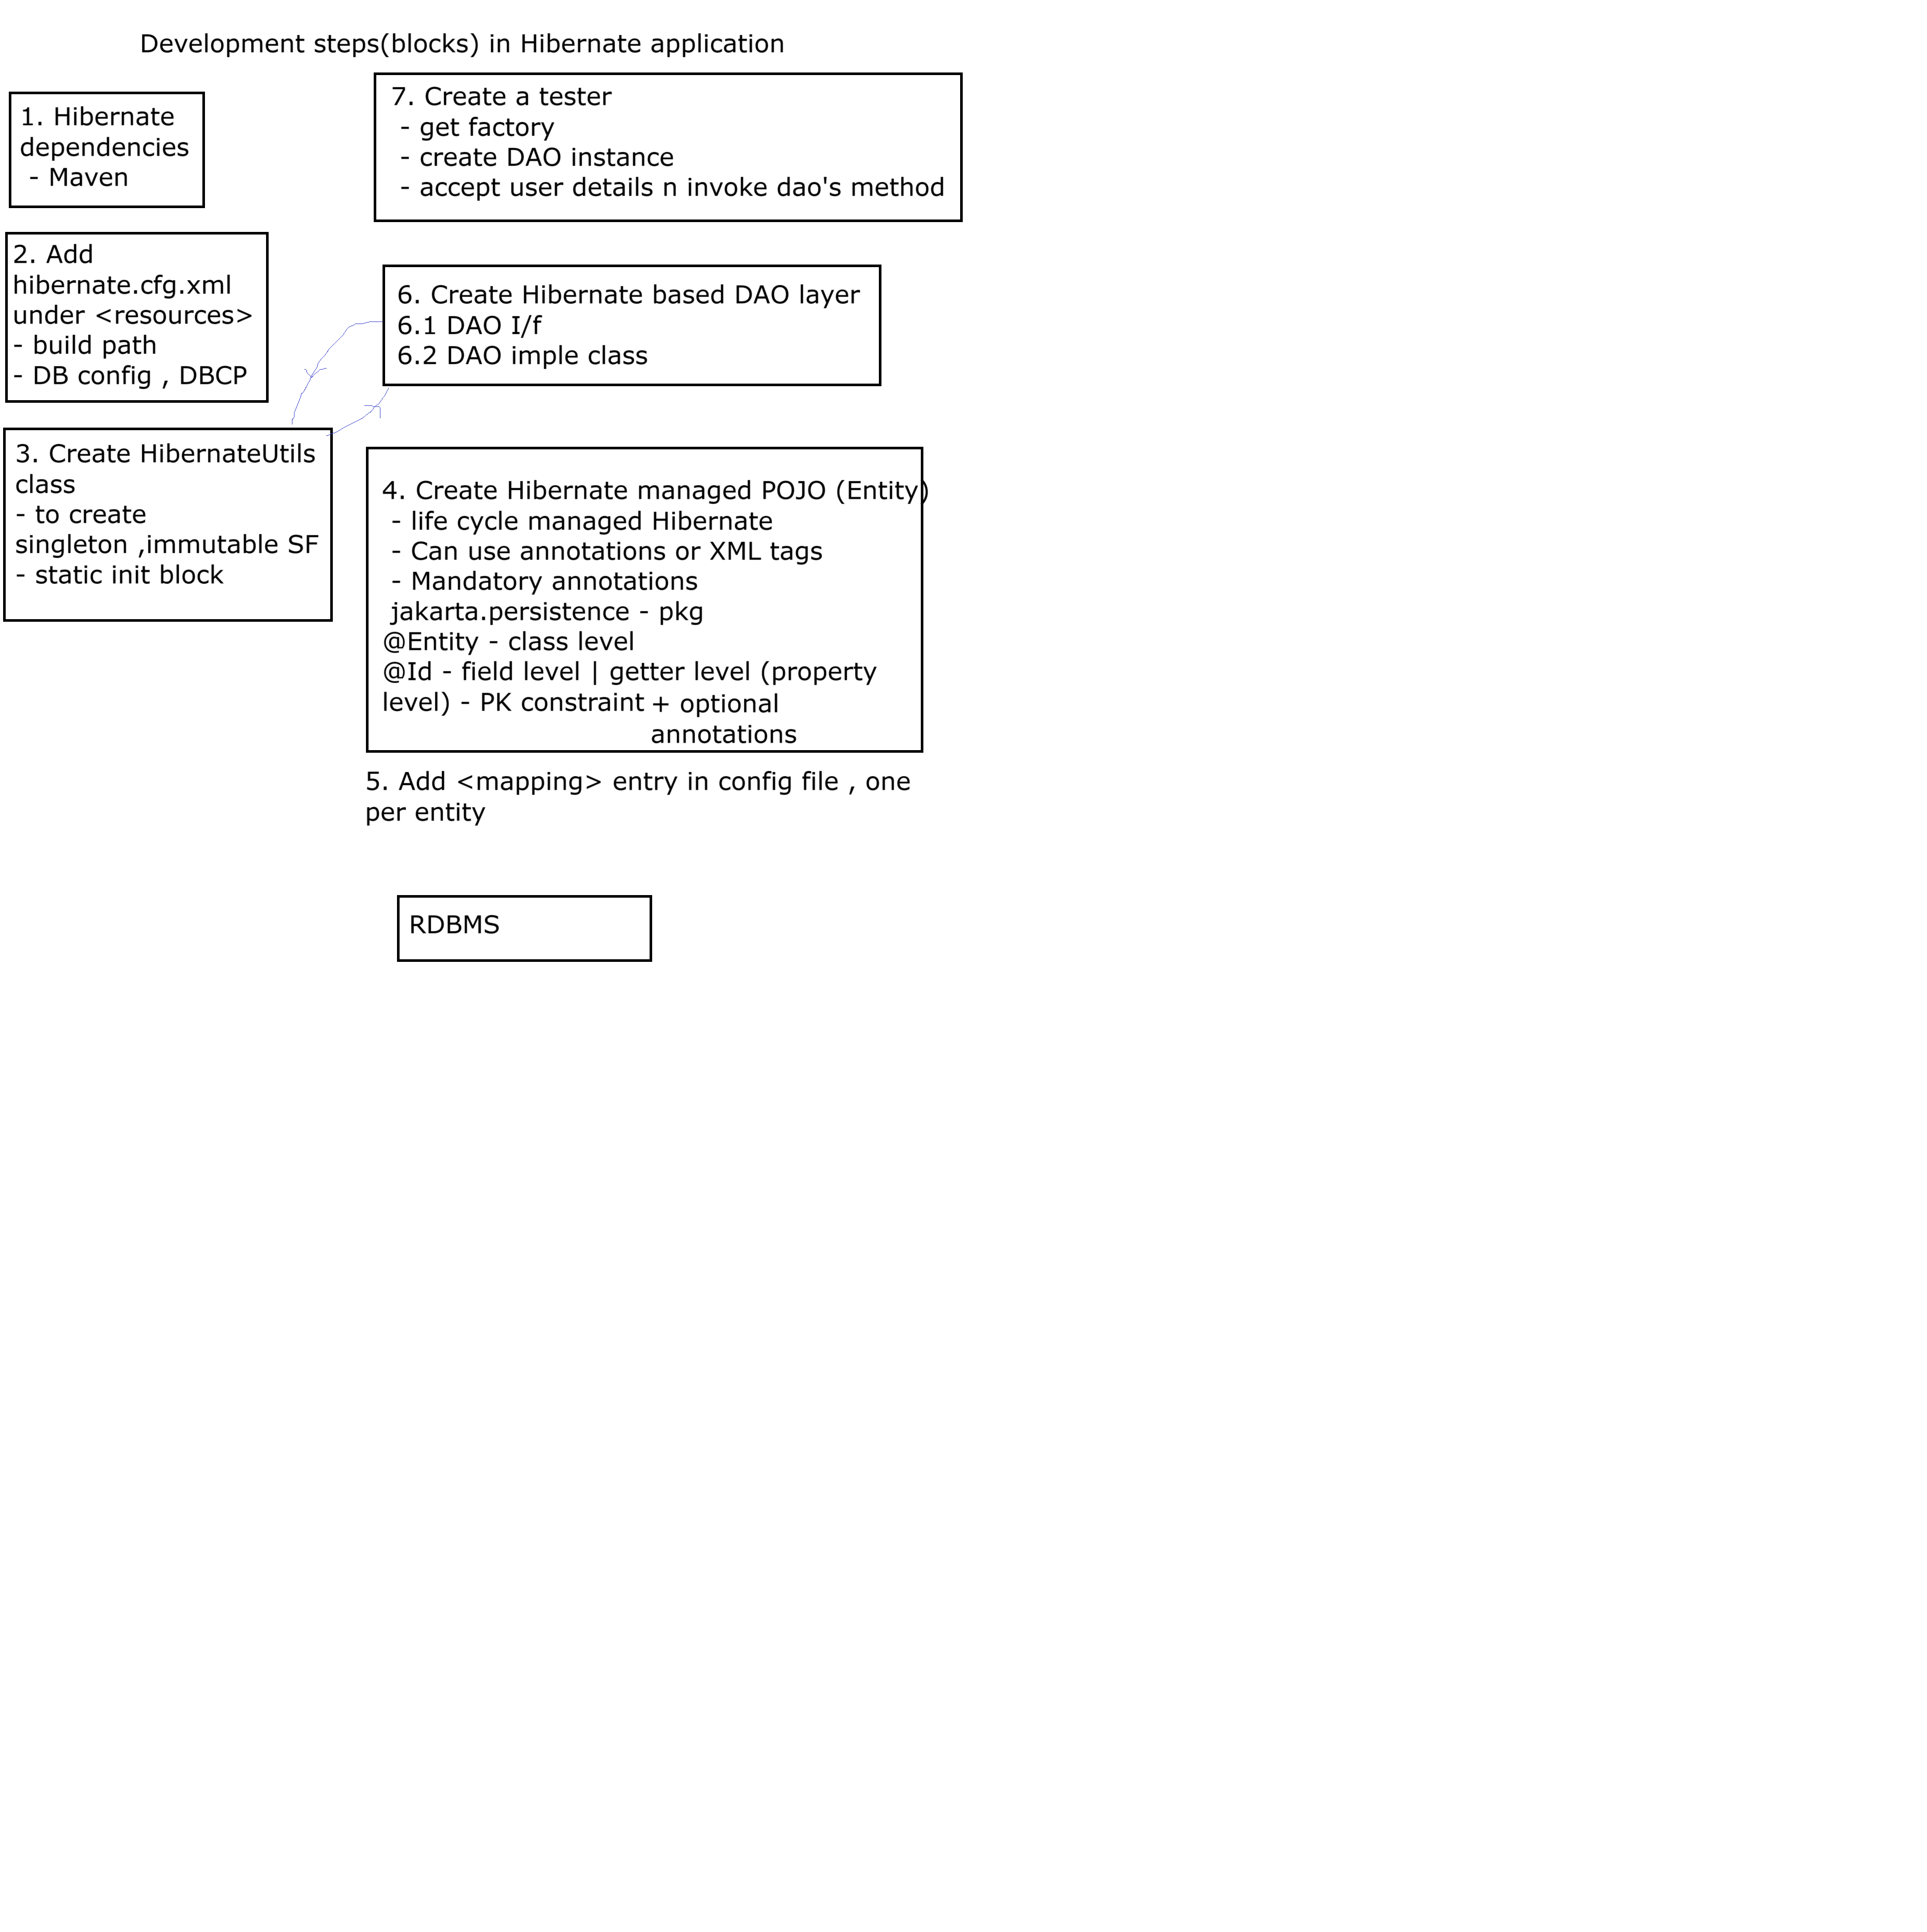 Development steps(blocks) in Hibernate application
1. Hibernate
dependencies
- Maven
2. Add
hibernate.cfg.xml
under <resources>
- build path
- DB config , DBCP
3. Create HibernateUtils
class
- to create
singleton ,immutable SF
- static init block
7. Create a tester
- get factory
- create DAO instance
- accept user details n invoke dao's method
6. Create Hibernate based DAO layer
6.1 DAO I/f
6.2 DAO imple class
4. Create Hibernate managed POJO (Entity)
- life cycle managed Hibernate
- Can use annotations or XML tags
- Mandatory annotations
jakarta.persistence - pkg
@Entity - class level
@Id - field level | getter level (property
level) - PK constraint + optional
annotations
5. Add <mapping> entry in config file , one
per entity
RDBMS